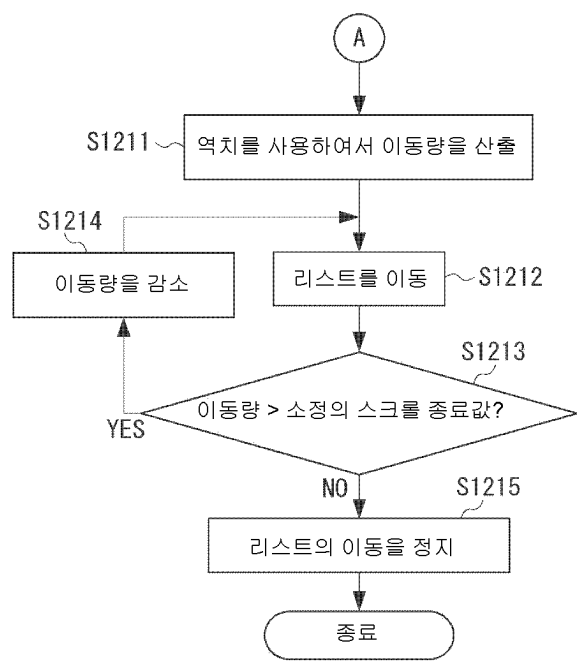 A
S1211
역치를 사용하여서 이동량을 산출
S1214
이동량을 감소
리스트를 이동
S1212
S1213
이동량 > 소정의 스크롤 종료값?
YES
NO
S1215
리스트의 이동을 정지
종료